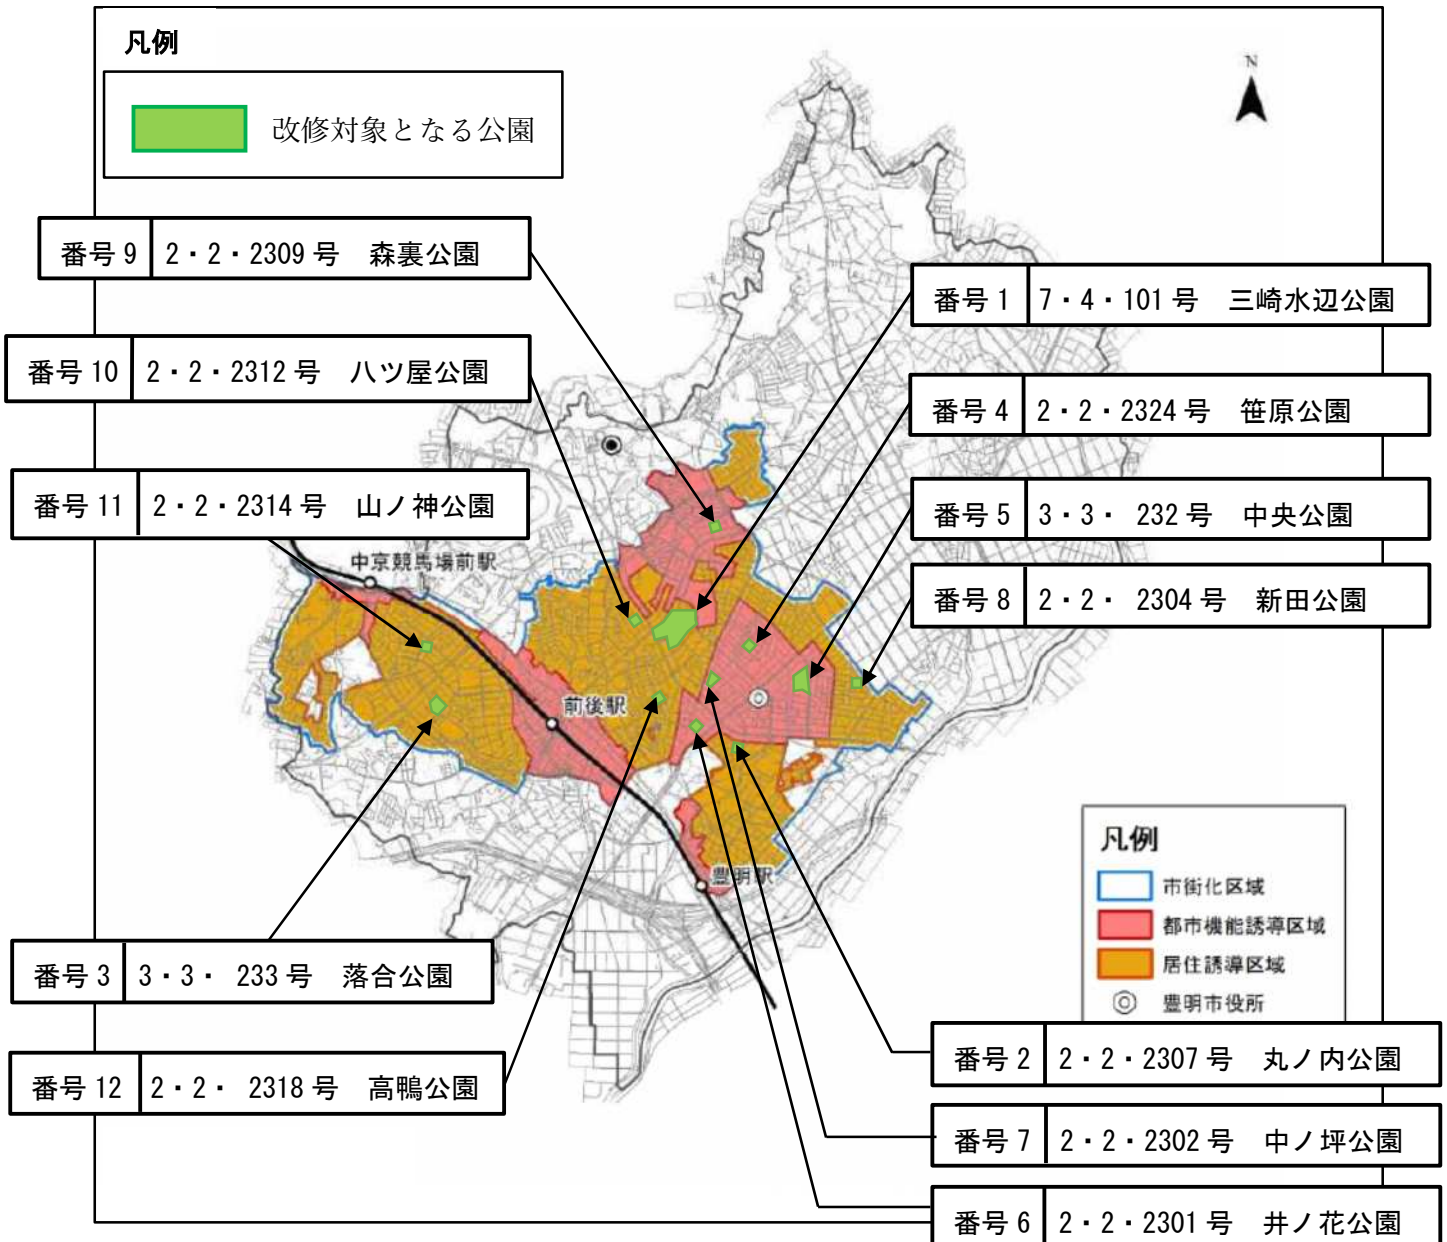 凡例
改修対象となる公園
N
番号 9 2・2・2309 号 森裏公園
番号 1 7・4・101 号 三崎水辺公園
番号 10 2・2・2312 号 八ツ屋公園
番号 4 2・2・2324 号 笹原公園
番号 11 2・2・2314 号 山ノ神公園
番号 5 3・3・ 232 号 中央公園
中京競馬場前駅
番号 8 2・2・ 2304 号 新田公園
前後駅
豊明駅
凡例
市街化区域
都市機能誘導区域
居住誘導区域
豊明市役所
番号 3 3・3・ 233 号 落合公園
番号 2 2・2・2307 号 丸ノ内公園
番号 12 2・2・ 2318 号 高鴨公園
番号 7 2・2・2302 号 中ノ坪公園
番号 6 2・2・2301 号 井ノ花公園